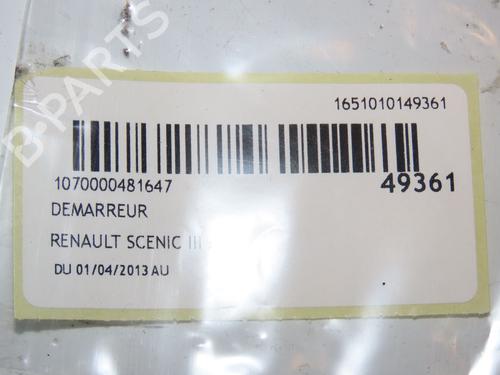 1651010149361
1070000481647
49361
DEMARREUR
RENAULT SCENIC III
DU 01/04/2013 AU
B-PARTS